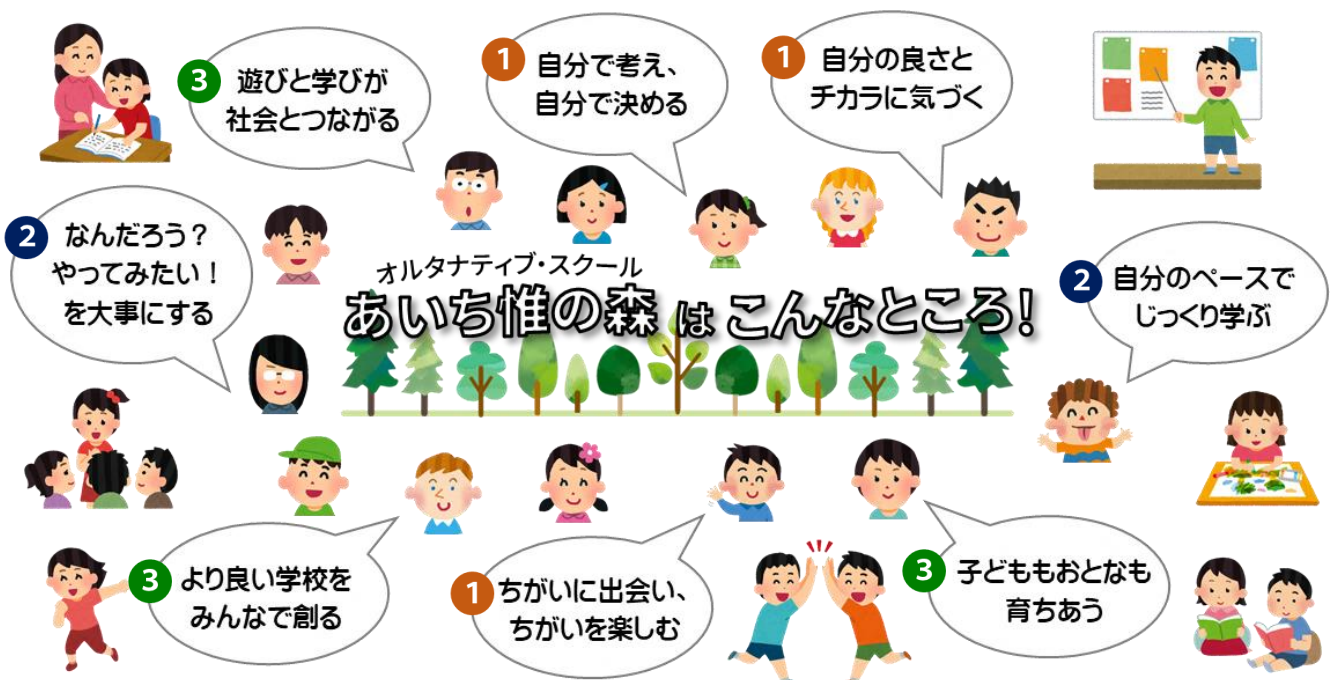 3 遊びと学びが
社会とつながる
1 自分で考え、
自分で決める
1 自分の良さと
チカラに気づく
2 なんだろう？
やってみたい！
を大事にする
オルタナティブ・スクール
あいち惟の森 は こんなところ!
2 自分のペースで
じっくり学ぶ
3 より良い学校を
みんなで創る
1 ちがいに出会い、
ちがいを楽しむ
3 子どももおとなも
育ちあう